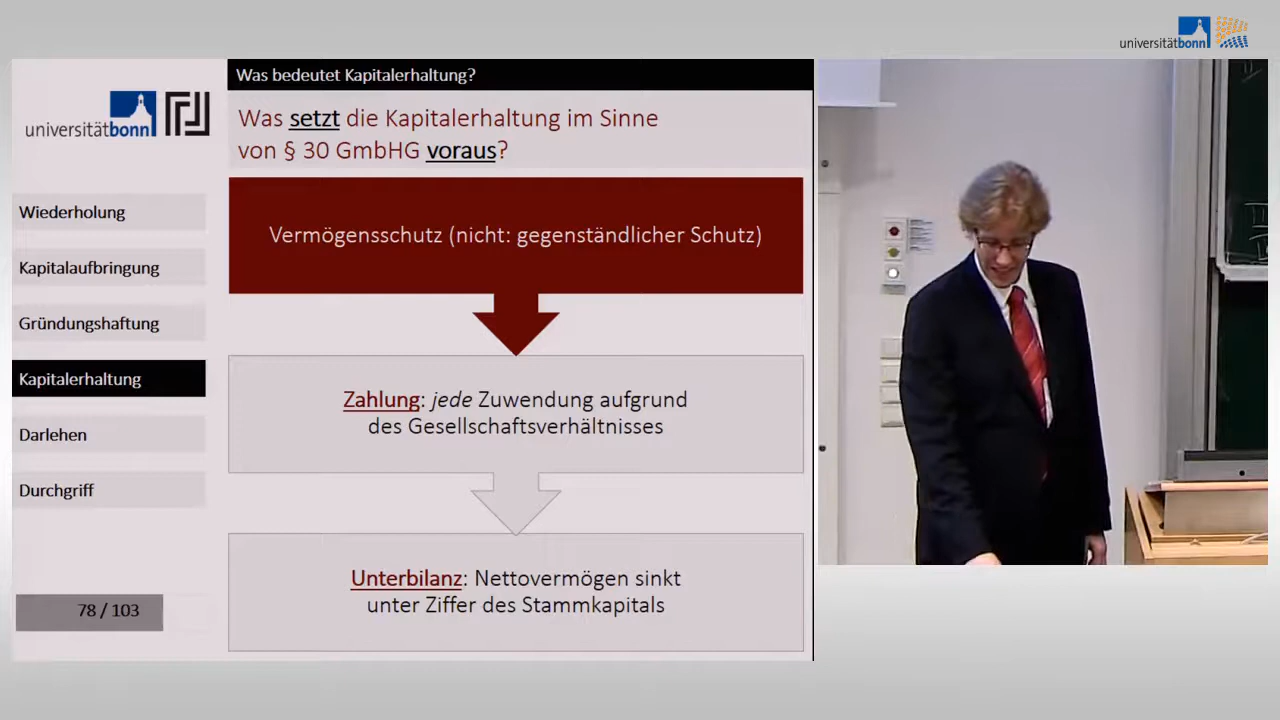 universitätbonn
Was bedeutet Kapitalerhaltung?
universitätbonn
Was setzt die Kapitalerhaltung im Sinne
von § 30 GmbHG voraus?
Wiederholung
Kapitalaufbringung
Gründungshaftung
Kapitalerhaltung
Darlehen
Durchgriff
78 / 103
Vermögensschutz (nicht: gegenständlicher Schutz)
Zahlung: jede Zuwendung aufgrund
des Gesellschaftsverhältnisses
Unterbilanz: Nettovermögen sinkt
unter Ziffer des Stammkapitals